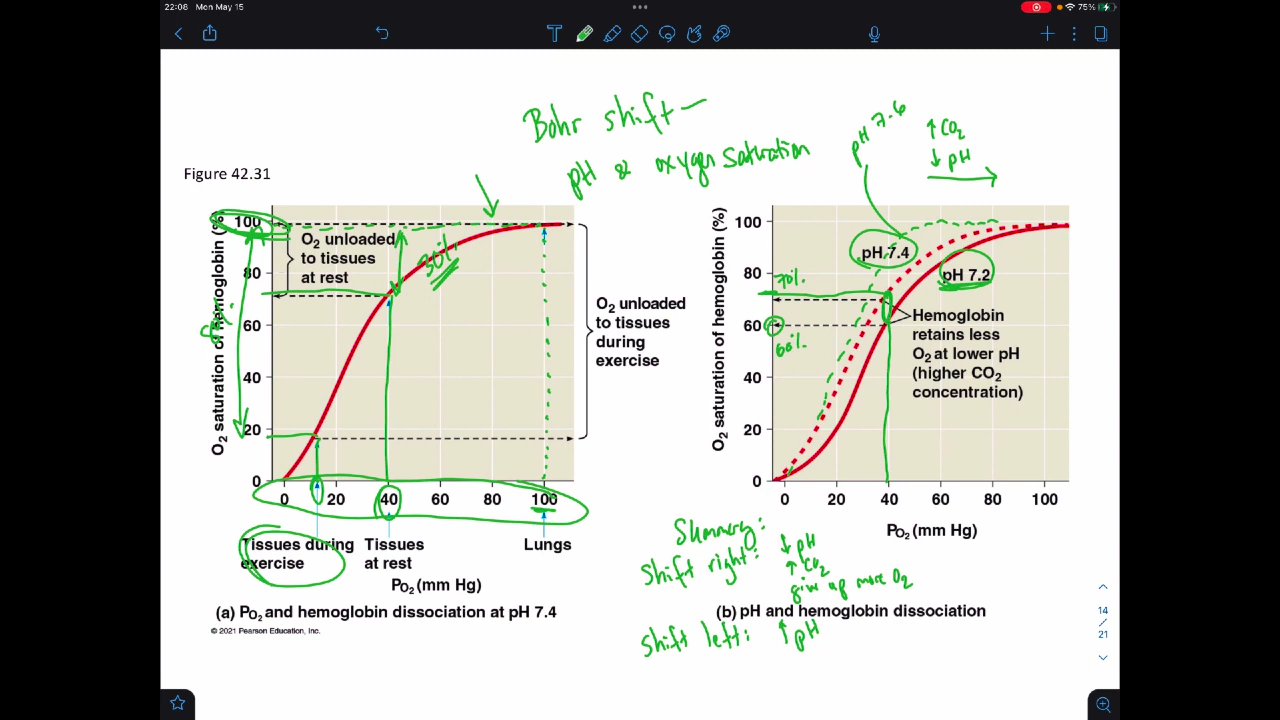 22:08 Mon May 15
75%
Bohr shift –
pH & oxygen saturation
pH 7.6
↑ CO2
↓ pH
Figure 42.31
O2 saturation of hemoglobin (%)
100
80
60
40
20
0
O2 unloaded
to tissues
at rest
30%
O2 unloaded
to tissues
during
exercise
0 20 40 60 80 100
Tissues during
exercise
Tissues
at rest
Lungs
PO2 (mm Hg)
(a) PO2 and hemoglobin dissociation at pH 7.4
© 2021 Pearson Education, Inc.
O2 saturation of hemoglobin (%)
100
80
70%
60
60%
40
20
0
pH 7.4
pH 7.2
Hemoglobin
retains less
O2 at lower pH
(higher CO2
concentration)
0 20 40 60 80 100
PO2 (mm Hg)
Summary:
Shift right: ↓ pH
↑ CO2
give up more O2
(b) pH and hemoglobin dissociation
Shift left: ↑ pH
14
/
21